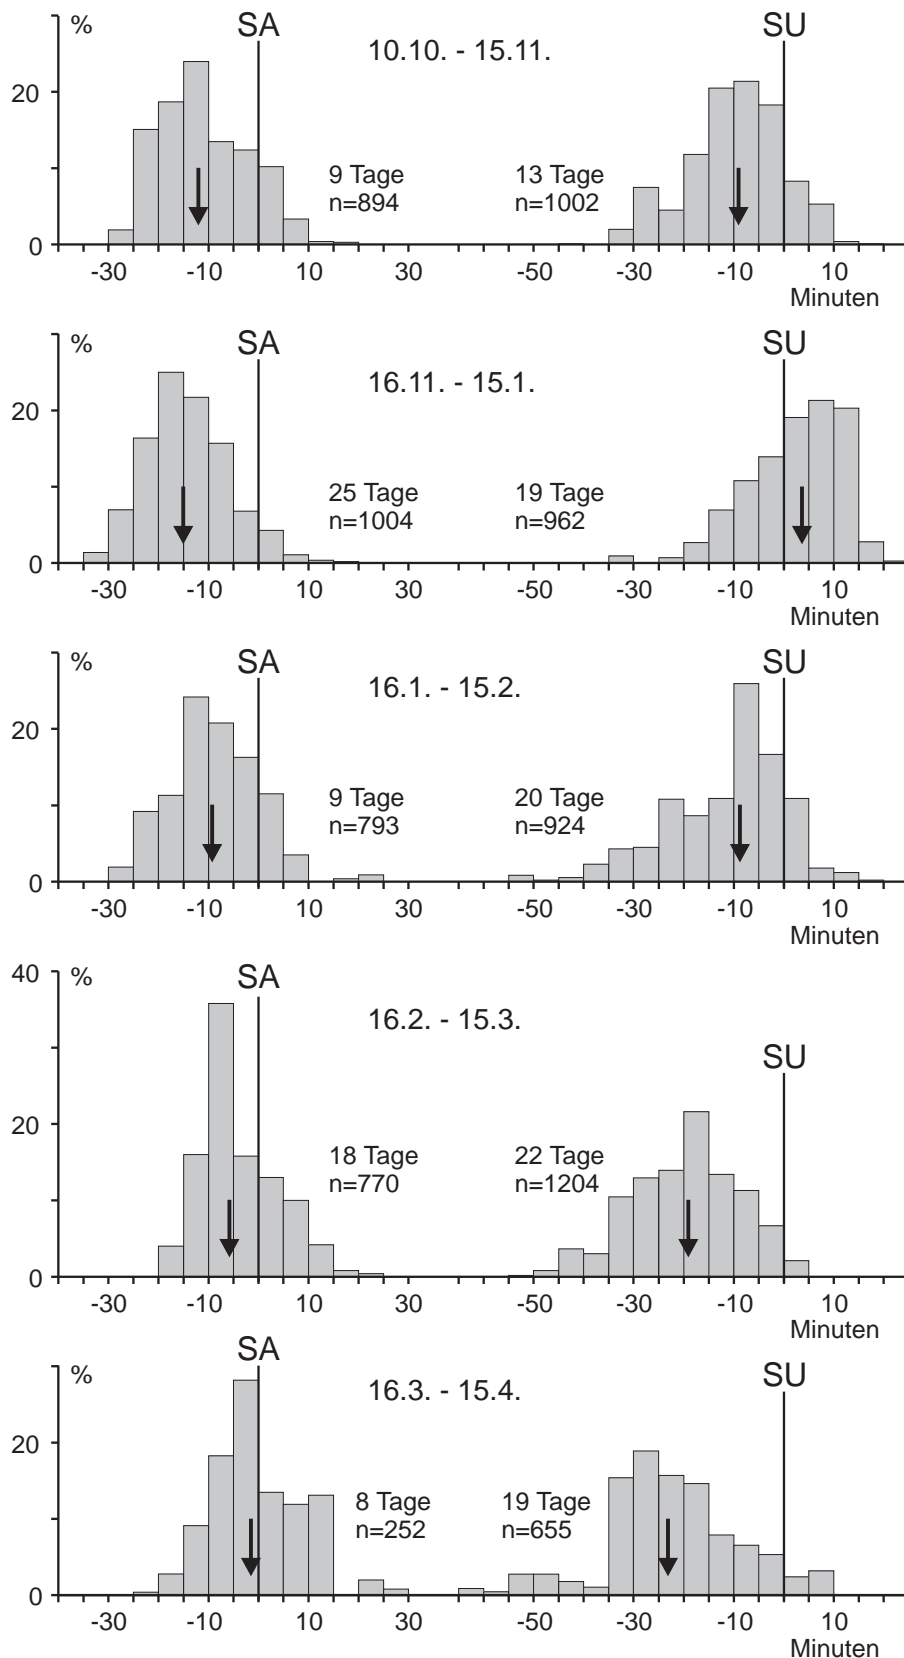 % SA SU
10.10. - 15.11.
20
9 Tage 13 Tage
n=894 n=1002
0
-30 -10 10 30 -50 -30 -10 10
Minuten
% SA SU
16.11. - 15.1.
20
25 Tage 19 Tage
n=1004 n=962
0
-30 -10 10 30 -50 -30 -10 10
Minuten
% SA SU
16.1. - 15.2.
20
9 Tage 20 Tage
n=793 n=924
0
-30 -10 10 30 -50 -30 -10 10
Minuten
40 % SA
16.2. - 15.3.
SU
20
18 Tage 22 Tage
n=770 n=1204
0
-30 -10 10 30 -50 -30 -10 10
Minuten
SA
% SU
16.3. - 15.4.
20
8 Tage 19 Tage
n=252 n=655
0
-30 -10 10 30 -50 -30 -10 10
Minuten